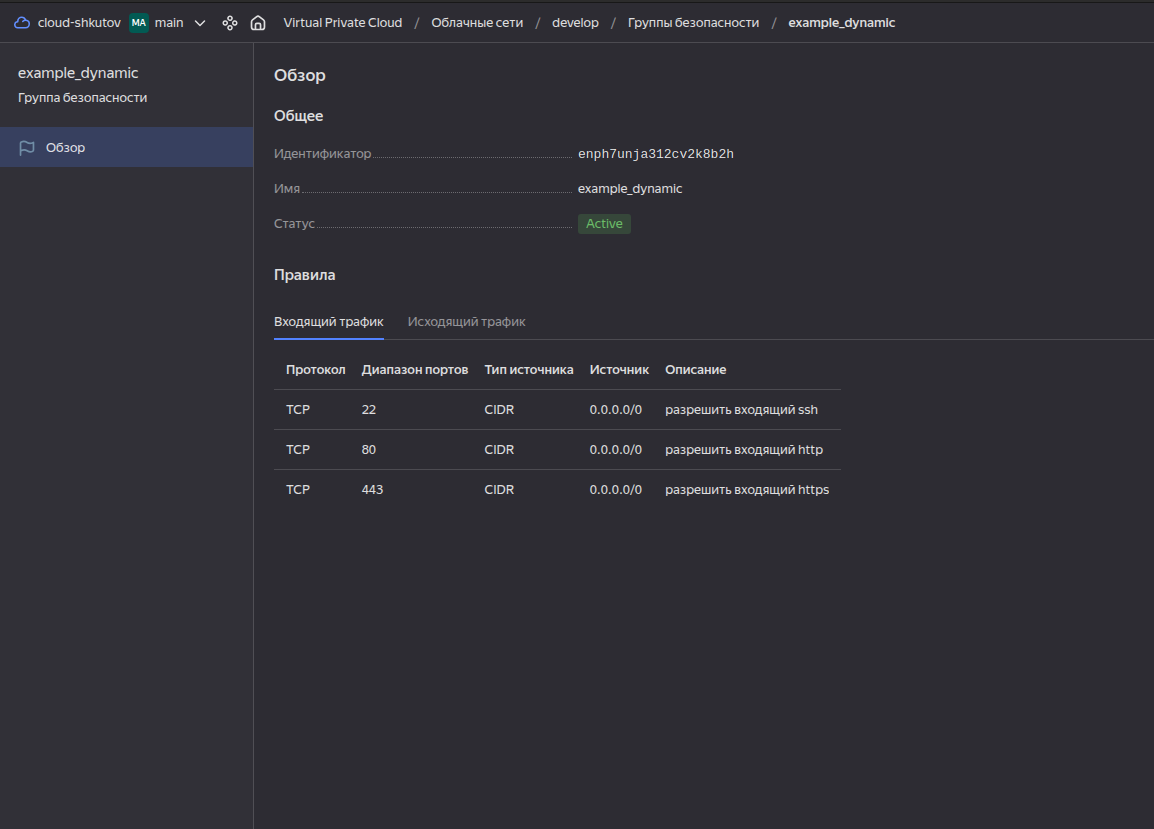 cloud-shkutov MA main Virtual Private Cloud / Облачные сети / develop / Группы безопасности / example_dynamic
example_dynamic
Группа безопасности
Обзор
Обзор
Общее
Идентификатор enph7unja312cv2k8b2h
Имя example_dynamic
Статус Active
Правила
Входящий трафик Исходящий трафик
Протокол Диапазон портов Тип источника Источник Описание
TCP 22 CIDR 0.0.0.0/0 разрешить входящий ssh
TCP 80 CIDR 0.0.0.0/0 разрешить входящий http
TCP 443 CIDR 0.0.0.0/0 разрешить входящий https